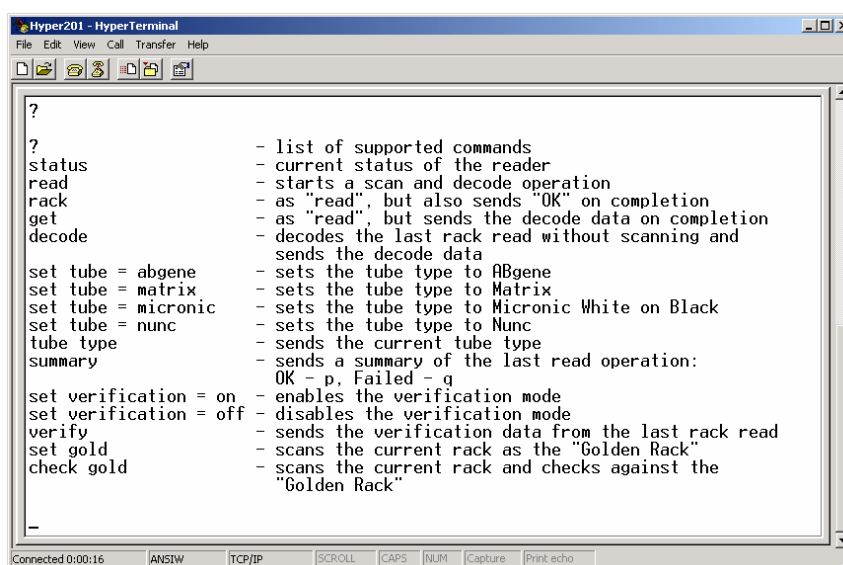 Hyper201 - HyperTerminal
File Edit View Call Transfer Help
?
? - list of supported commands
status - current status of the reader
read - starts a scan and decode operation
rack - as "read", but also sends "OK" on completion
get - as "read", but sends the decode data on completion
decode - decodes the last rack read without scanning and
sends the decode data
set tube = abgene - sets the tube type to ABgene
set tube = matrix - sets the tube type to Matrix
set tube = micronic - sets the tube type to Micronic White on Black
set tube = nunc - sets the tube type to Nunc
tube type - sends the current tube type
summary - sends a summary of the last read operation:
OK - p, Failed - q
set verification = on - enables the verification mode
set verification = off - disables the verification mode
verify - sends the verification data from the last rack read
set gold - scans the current rack as the "Golden Rack"
check gold - scans the current rack and checks against the
"Golden Rack"
_
Connected 0:00:16 ANSIW TCP/IP SCROLL CAPS NUM Capture Print echo